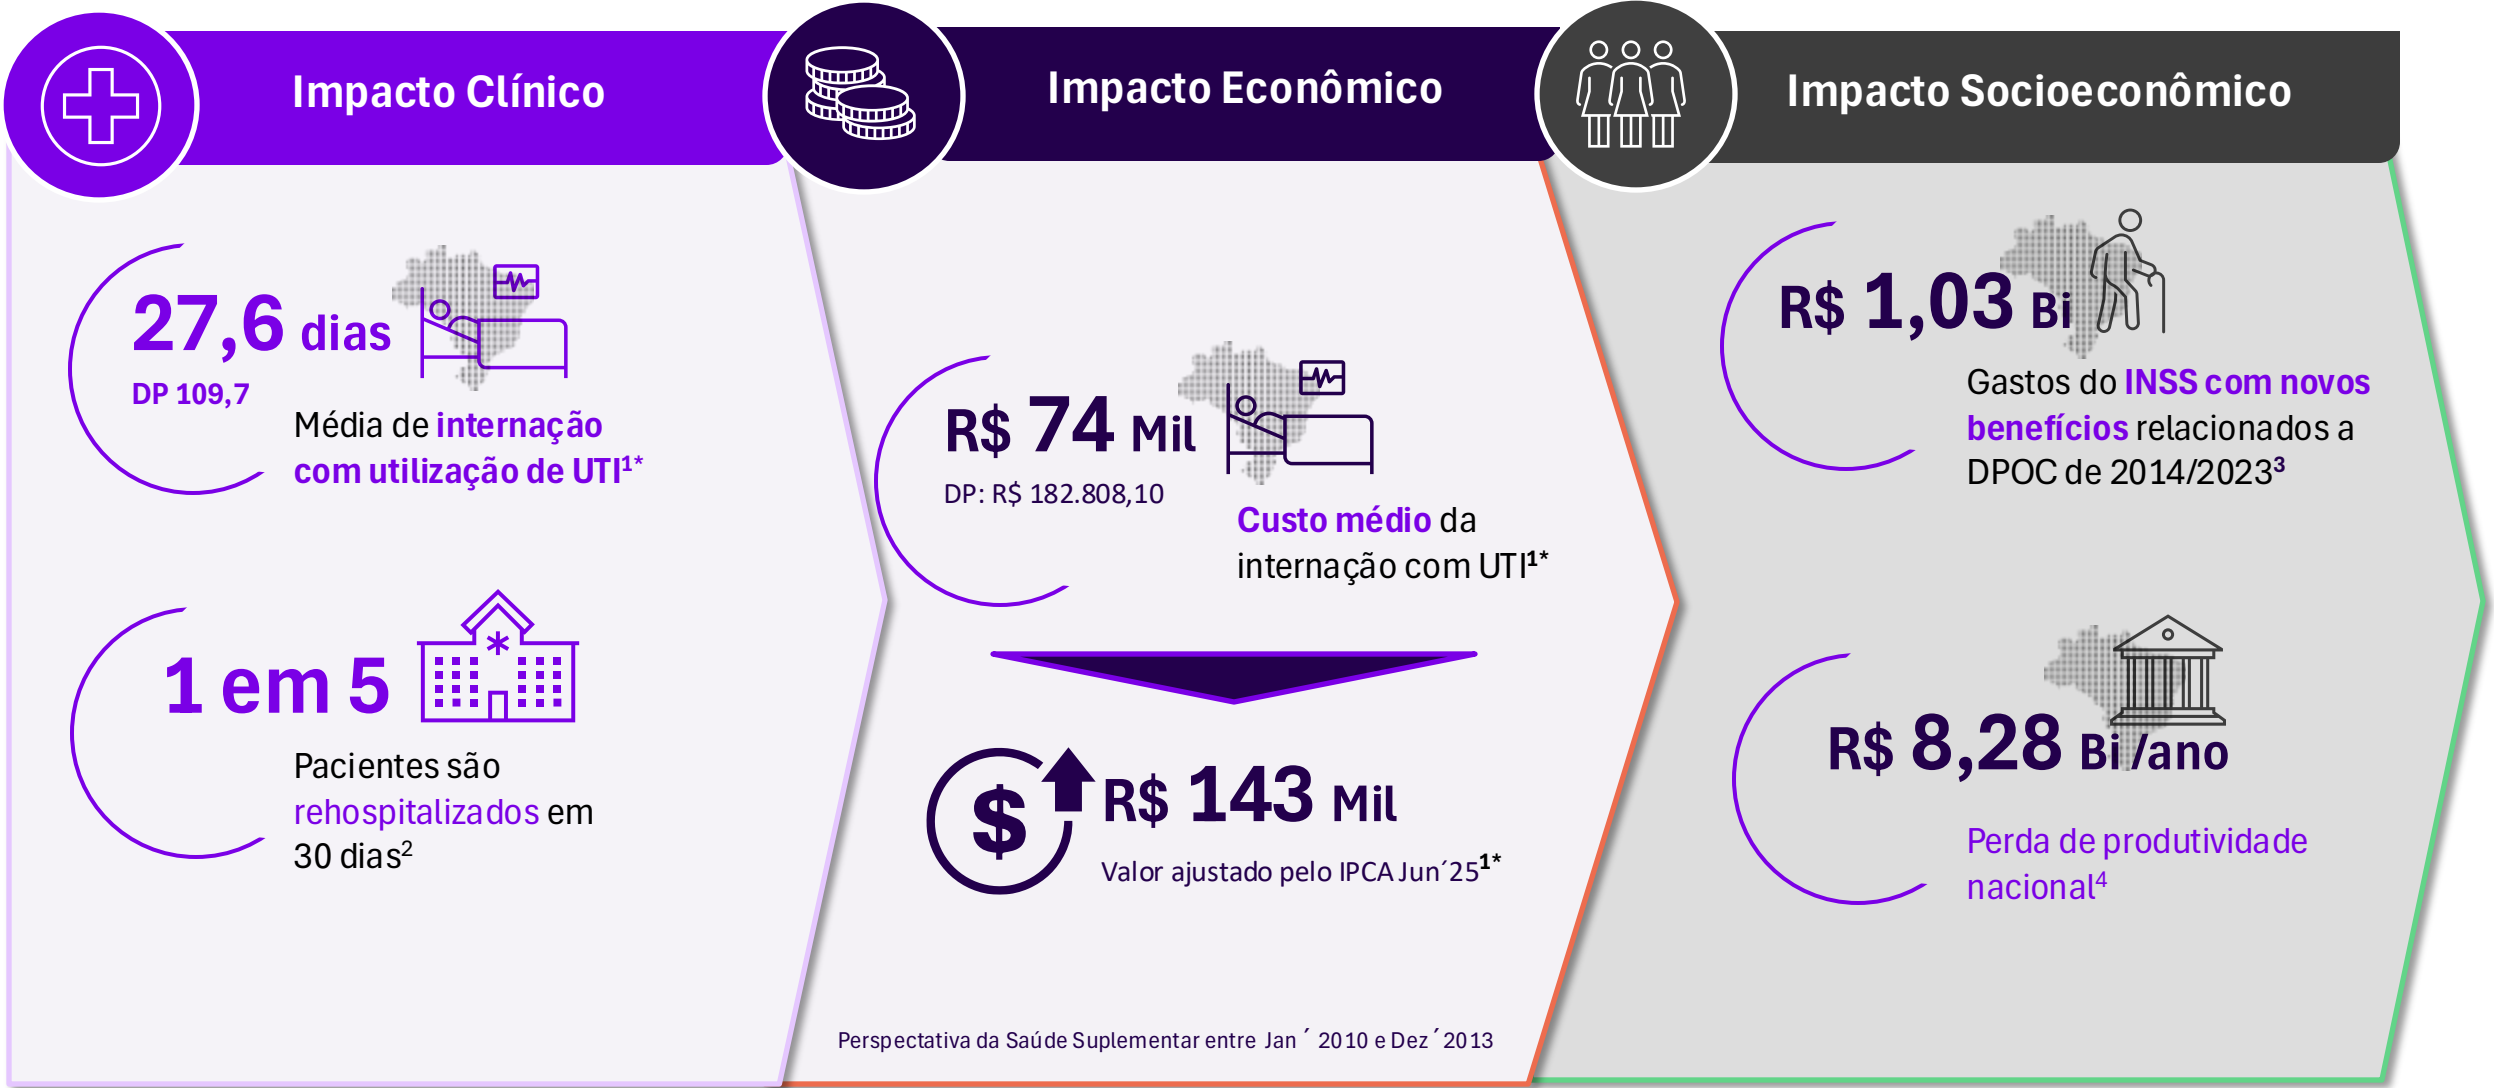 Impacto Clínico
27,6 dias
DP 109,7
Média de internação
com utilização de UTI¹*
1 em 5
Pacientes são
rehospitalizados em
30 dias²
Impacto Econômico
R$ 74 Mil
DP: R$ 182.808,10
Custo médio da
internação com UTI¹*
$
R$ 143 Mil
Valor ajustado pelo IPCA Jun´25¹*
Perspectativa da Saúde Suplementar entre Jan ´ 2010 e Dez ´2013
Impacto Socioeconômico
R$ 1,03 Bi
Gastos do INSS com novos
benefícios relacionados a
DPOC de 2014/2023³
R$ 8,28 Bi/ano
Perda de produtividade
nacional⁴